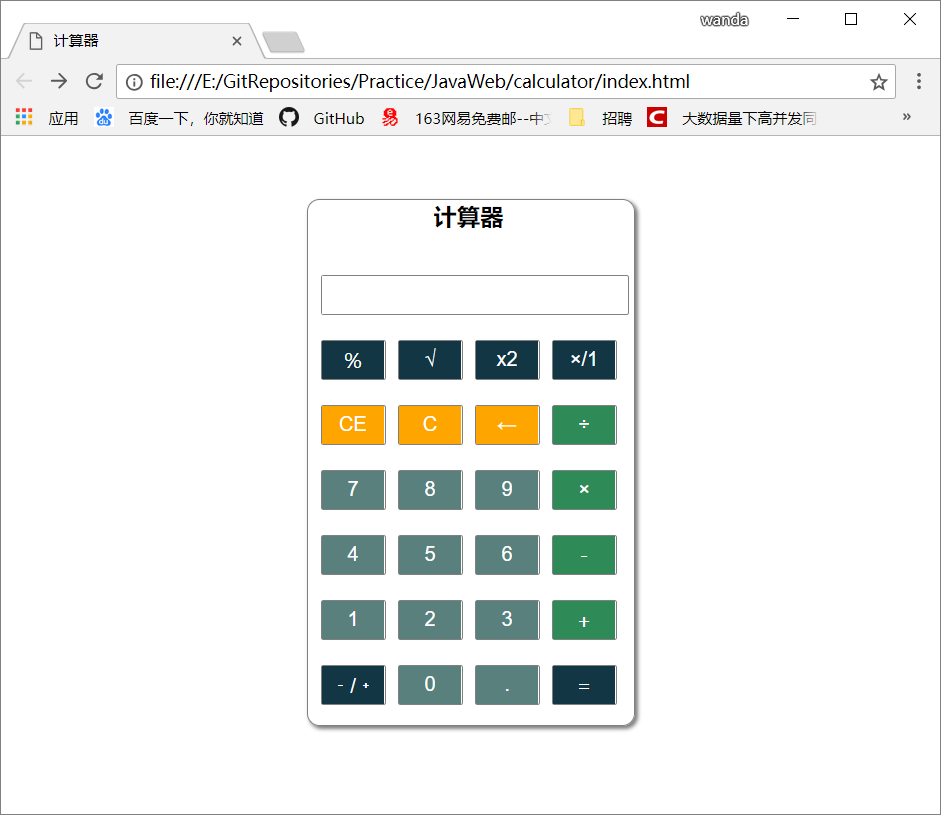 wanda
计算器
file:///E:/GitRepositories/Practice/JavaWeb/calculator/index.html
应用 百度一下，你就知道 GitHub 163网易免费邮--中文 招聘 大数据量下高并发同 »
计算器
% √ x2 ×/1
CE C ← ÷
7 8 9 ×
4 5 6 -
1 2 3 +
- / + 0 . =